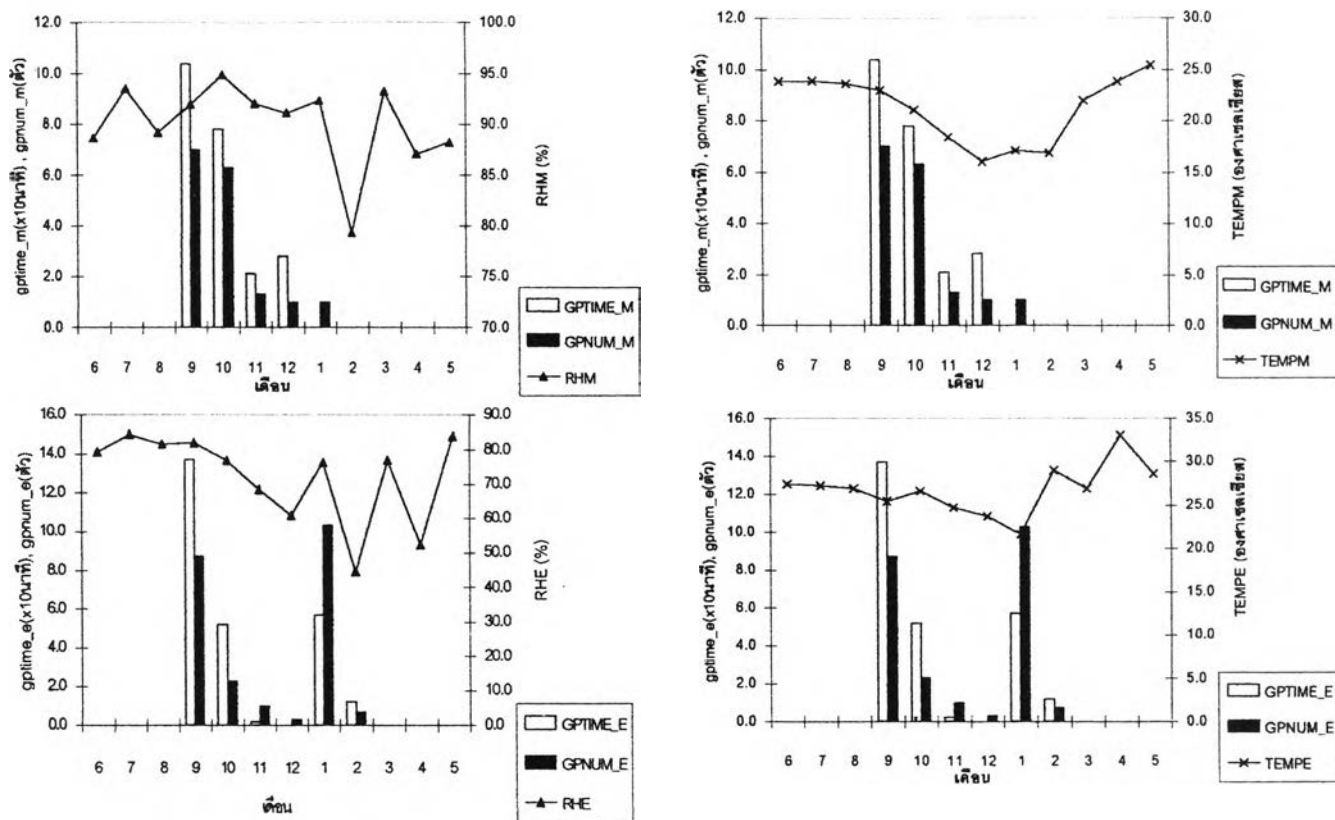 12.0
10.0
8.0
6.0
4.0
2.0
0.0
gptime_m(x10นาที) , gpnum_m(ตัว)
100.0
95.0
90.0
85.0
80.0
75.0
70.0
RHM (%)
6 7 8 9 10 11 12 1 2 3 4 5
เดือน
GPTIME_M
GPNUM_M
RHM
12.0
10.0
8.0
6.0
4.0
2.0
0.0
gptime_m(x10นาที) , gpnum_m(ตัว)
30.0
25.0
20.0
15.0
10.0
5.0
0.0
TEMPM (องศาเซลเซียส)
6 7 8 9 10 11 12 1 2 3 4 5
เดือน
GPTIME_M
GPNUM_M
TEMPM
16.0
14.0
12.0
10.0
8.0
6.0
4.0
2.0
0.0
gptime_e(x10นาที), gpnum_e(ตัว)
90.0
80.0
70.0
60.0
50.0
40.0
30.0
20.0
10.0
0.0
RHE (%)
6 7 8 9 10 11 12 1 2 3 4 5
เดือน
GPTIME_E
GPNUM_E
RHE
16.0
14.0
12.0
10.0
8.0
6.0
4.0
2.0
0.0
gptime_e(x10นาที), gpnum_e(ตัว)
35.0
30.0
25.0
20.0
15.0
10.0
5.0
0.0
TEMPE (องศาเซลเซียส)
6 7 8 9 10 11 12 1 2 3 4 5
เดือน
GPTIME_E
GPNUM_E
TEMPE